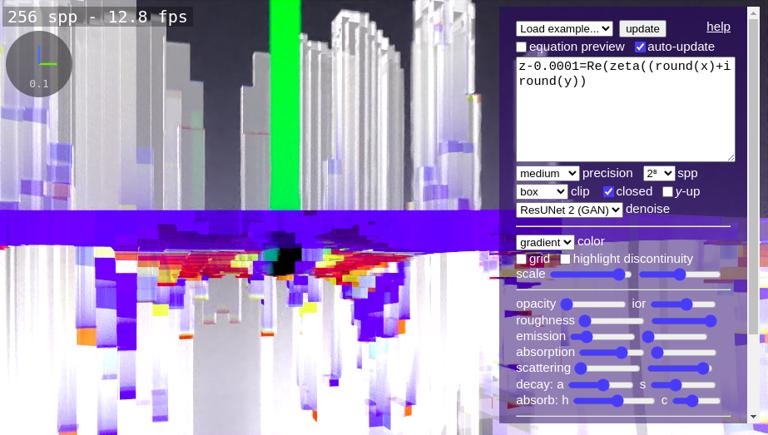 256 spp - 12.8 fps
0.1
Load example...
update
help
equation preview
auto-update
z-0.0001=Re(zeta((round(x)+i
round(y))
medium precision 2⁸ spp
box clip closed y-up
ResUNet 2 (GAN) denoise
gradient color
grid highlight discontinuity
scale
opacity ior
roughness
emission
absorption
scattering
decay: a s
absorb: h c